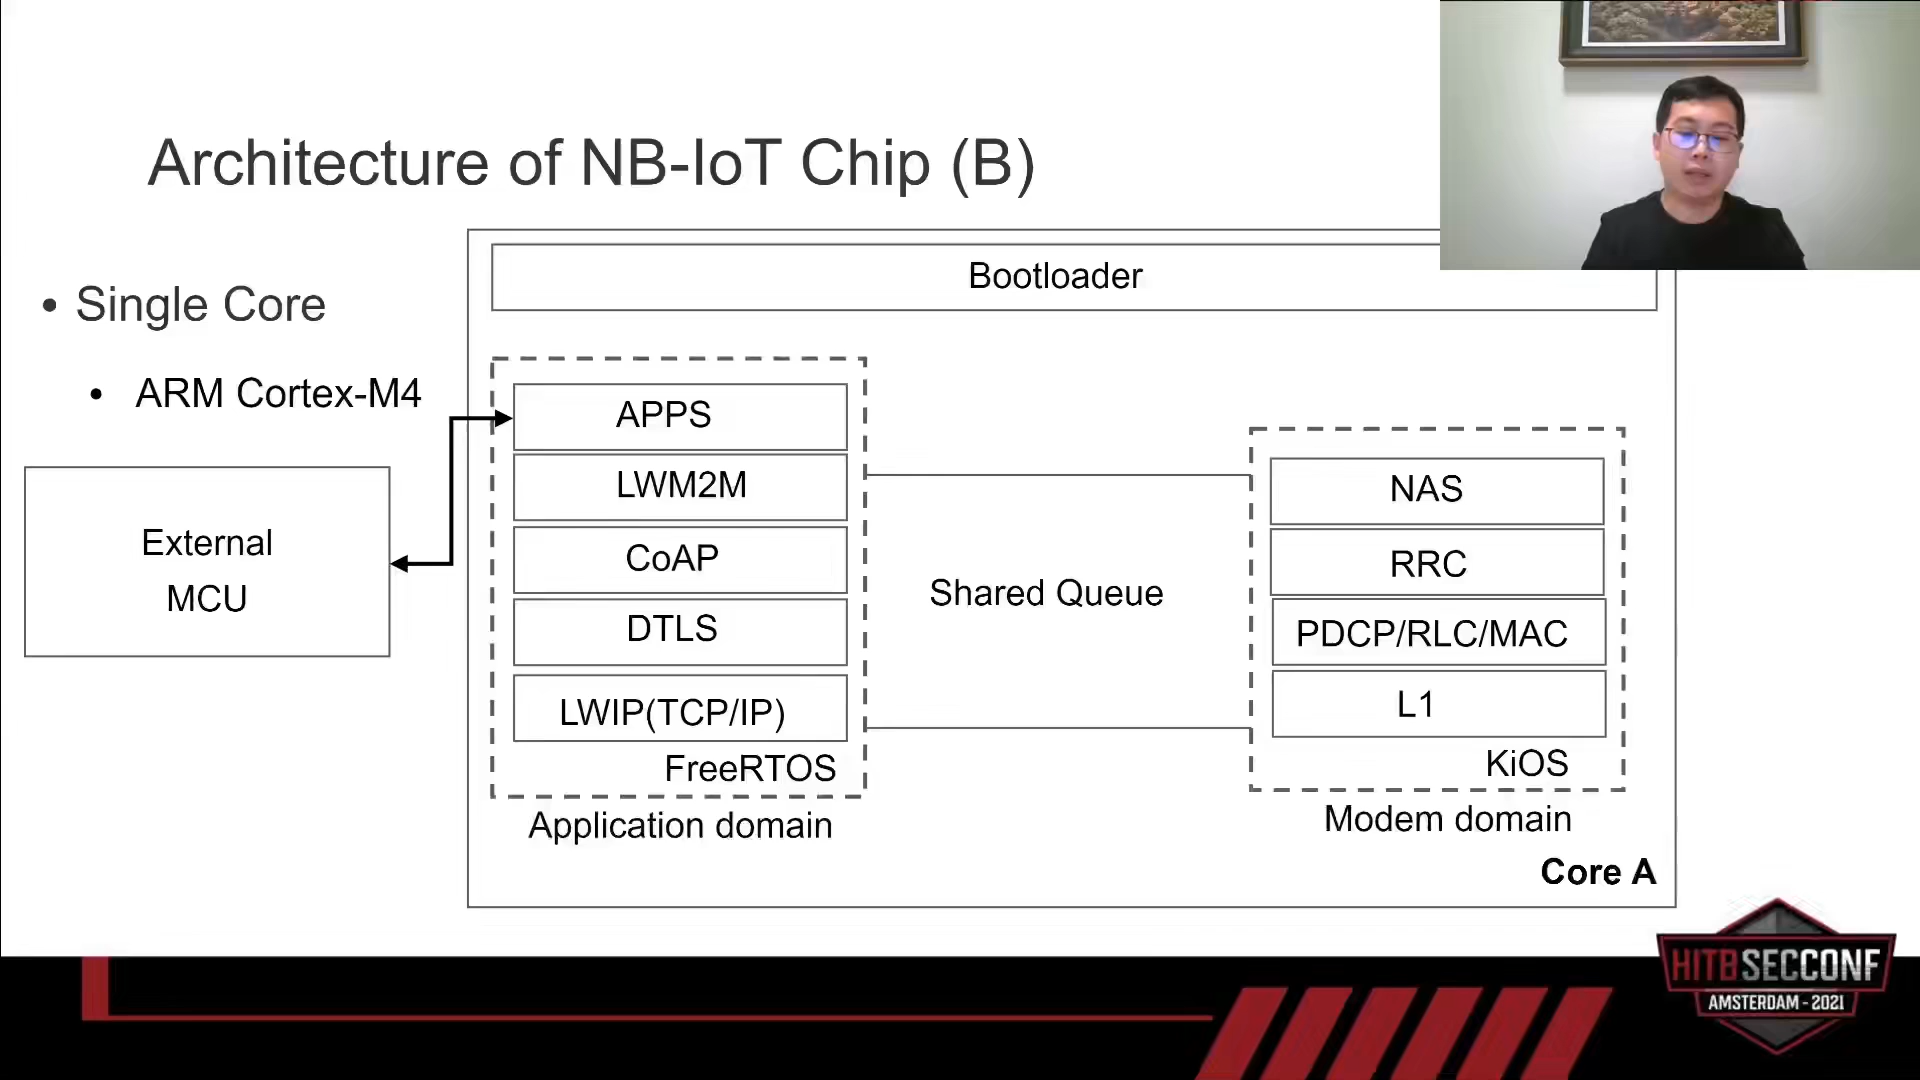 Architecture of NB-IoT Chip (B)
• Single Core
• ARM Cortex-M4
External
MCU
Bootloader
APPS
LWM2M
CoAP
DTLS
LWIP(TCP/IP)
FreeRTOS
Application domain
Shared Queue
NAS
RRC
PDCP/RLC/MAC
L1
KiOS
Modem domain
Core A
HITBSECCONF
AMSTERDAM - 2021